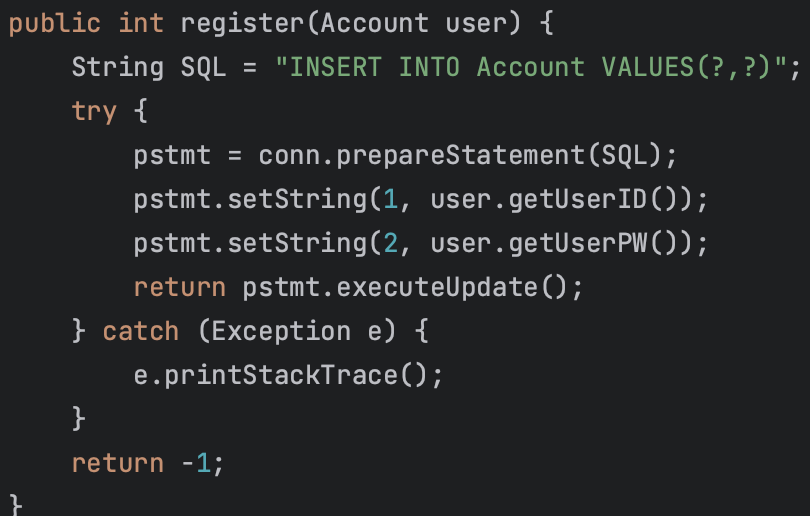 public int register(Account user) {
    String SQL = "INSERT INTO Account VALUES(?,?)";
    try {
        pstmt = conn.prepareStatement(SQL);
        pstmt.setString(1, user.getUserID());
        pstmt.setString(2, user.getUserPW());
        return pstmt.executeUpdate();
    } catch (Exception e) {
        e.printStackTrace();
    }
    return -1;
}